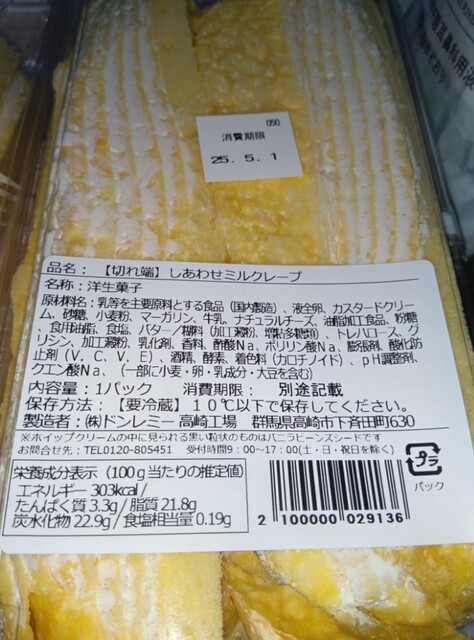 050
消費期限
25.5.1
品名： 【切れ端】しあわせミルクレープ
名称：洋生菓子
原材料名：乳等を主要原料とする食品（国内製造）、液全卵、カスタードクリー
ム、砂糖、小麦粉、マーガリン、牛乳、ナチュラルチーズ、油脂加工食品、粉糖
、食用油脂、食塩、バター／糊料（加工澱粉、増粘多糖類）、トレハロース、グ
リシン、加工澱粉、乳化剤、香料、酢酸Ｎａ、ポリリン酸Ｎａ、膨張剤、酸化防
止剤（Ｖ．Ｃ、Ｖ．Ｅ）、酒精、酵素、着色料（カロチノイド）、ｐＨ調整剤、
クエン酸Ｎａ、（一部に小麦・卵・乳成分・大豆を含む）
内容量：１パック 消費期限： 別途記載
保存方法：【要冷蔵】１０℃以下で保存してください。
製造者：㈱ドンレミー高崎工場 群馬県高崎市下斉田町630
※ホイップクリームの中に見られる黒い粒状のものはバニラビーンズシードです
お問合せ先：TEL0120-805451 受付時間９:00～17:00(土・日・祝日を除く)
栄養成分表示（100ｇ当たりの推定値）
エネルギー 303kcal／
たんぱく質 3.3g／脂質 21.8g
炭水化物 22.9g／食塩相当量 0.19g
プラ
パック
2 100000 029136